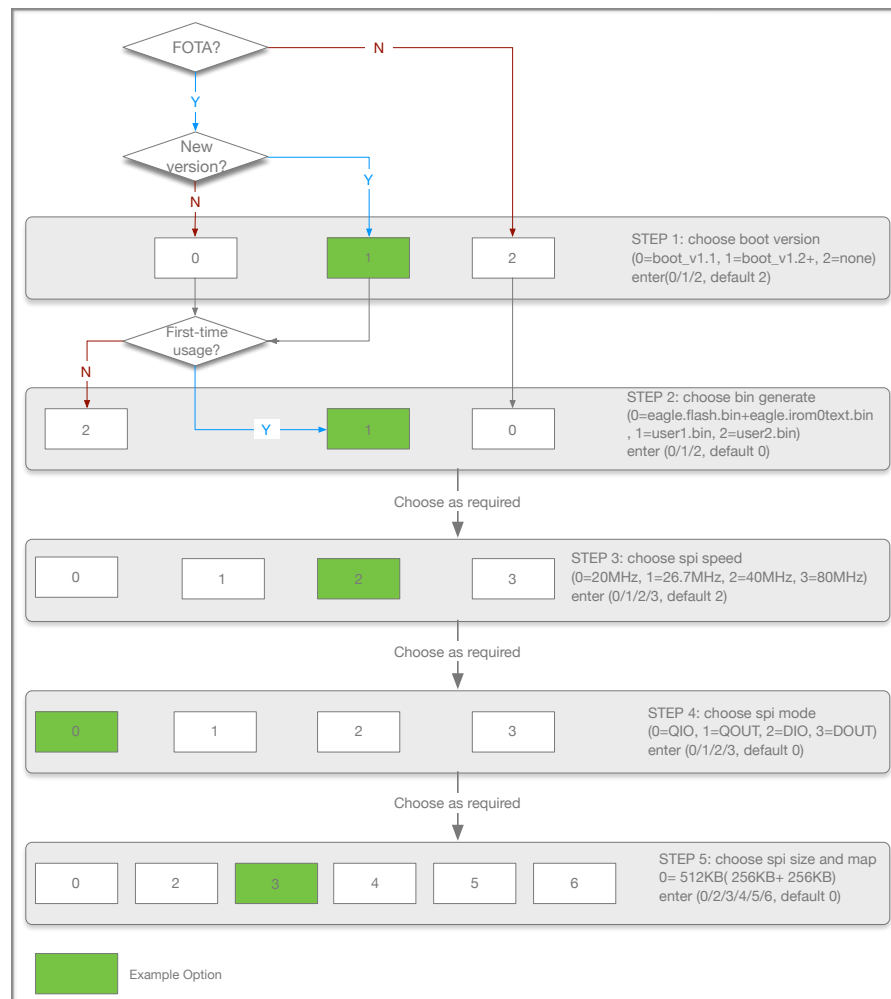 FOTA?
N
Y
New
version?
Y
N
0
1
2
STEP 1: choose boot version
(0=boot_v1.1, 1=boot_v1.2+, 2=none)
enter(0/1/2, default 2)
First-time
usage?
N
Y
2
1
0
STEP 2: choose bin generate
(0=eagle.flash.bin+eagle.irom0text.bin
, 1=user1.bin, 2=user2.bin)
enter (0/1/2, default 0)
Choose as required
0
1
2
3
STEP 3: choose spi speed
(0=20MHz, 1=26.7MHz, 2=40MHz, 3=80MHz)
enter (0/1/2/3, default 2)
Choose as required
0
1
2
3
STEP 4: choose spi mode
(0=QIO, 1=QOUT, 2=DIO, 3=DOUT)
enter (0/1/2/3, default 0)
Choose as required
0
2
3
4
5
6
STEP 5: choose spi size and map
0= 512KB( 256KB+ 256KB)
enter (0/2/3/4/5/6, default 0)
Example Option